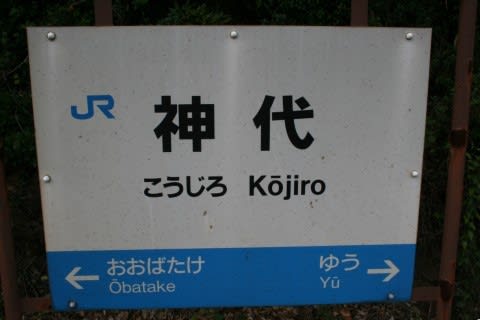 JR 神代
こうじろ Kōjiro
おおばたけ ゆう
← Ōbatake Yū →